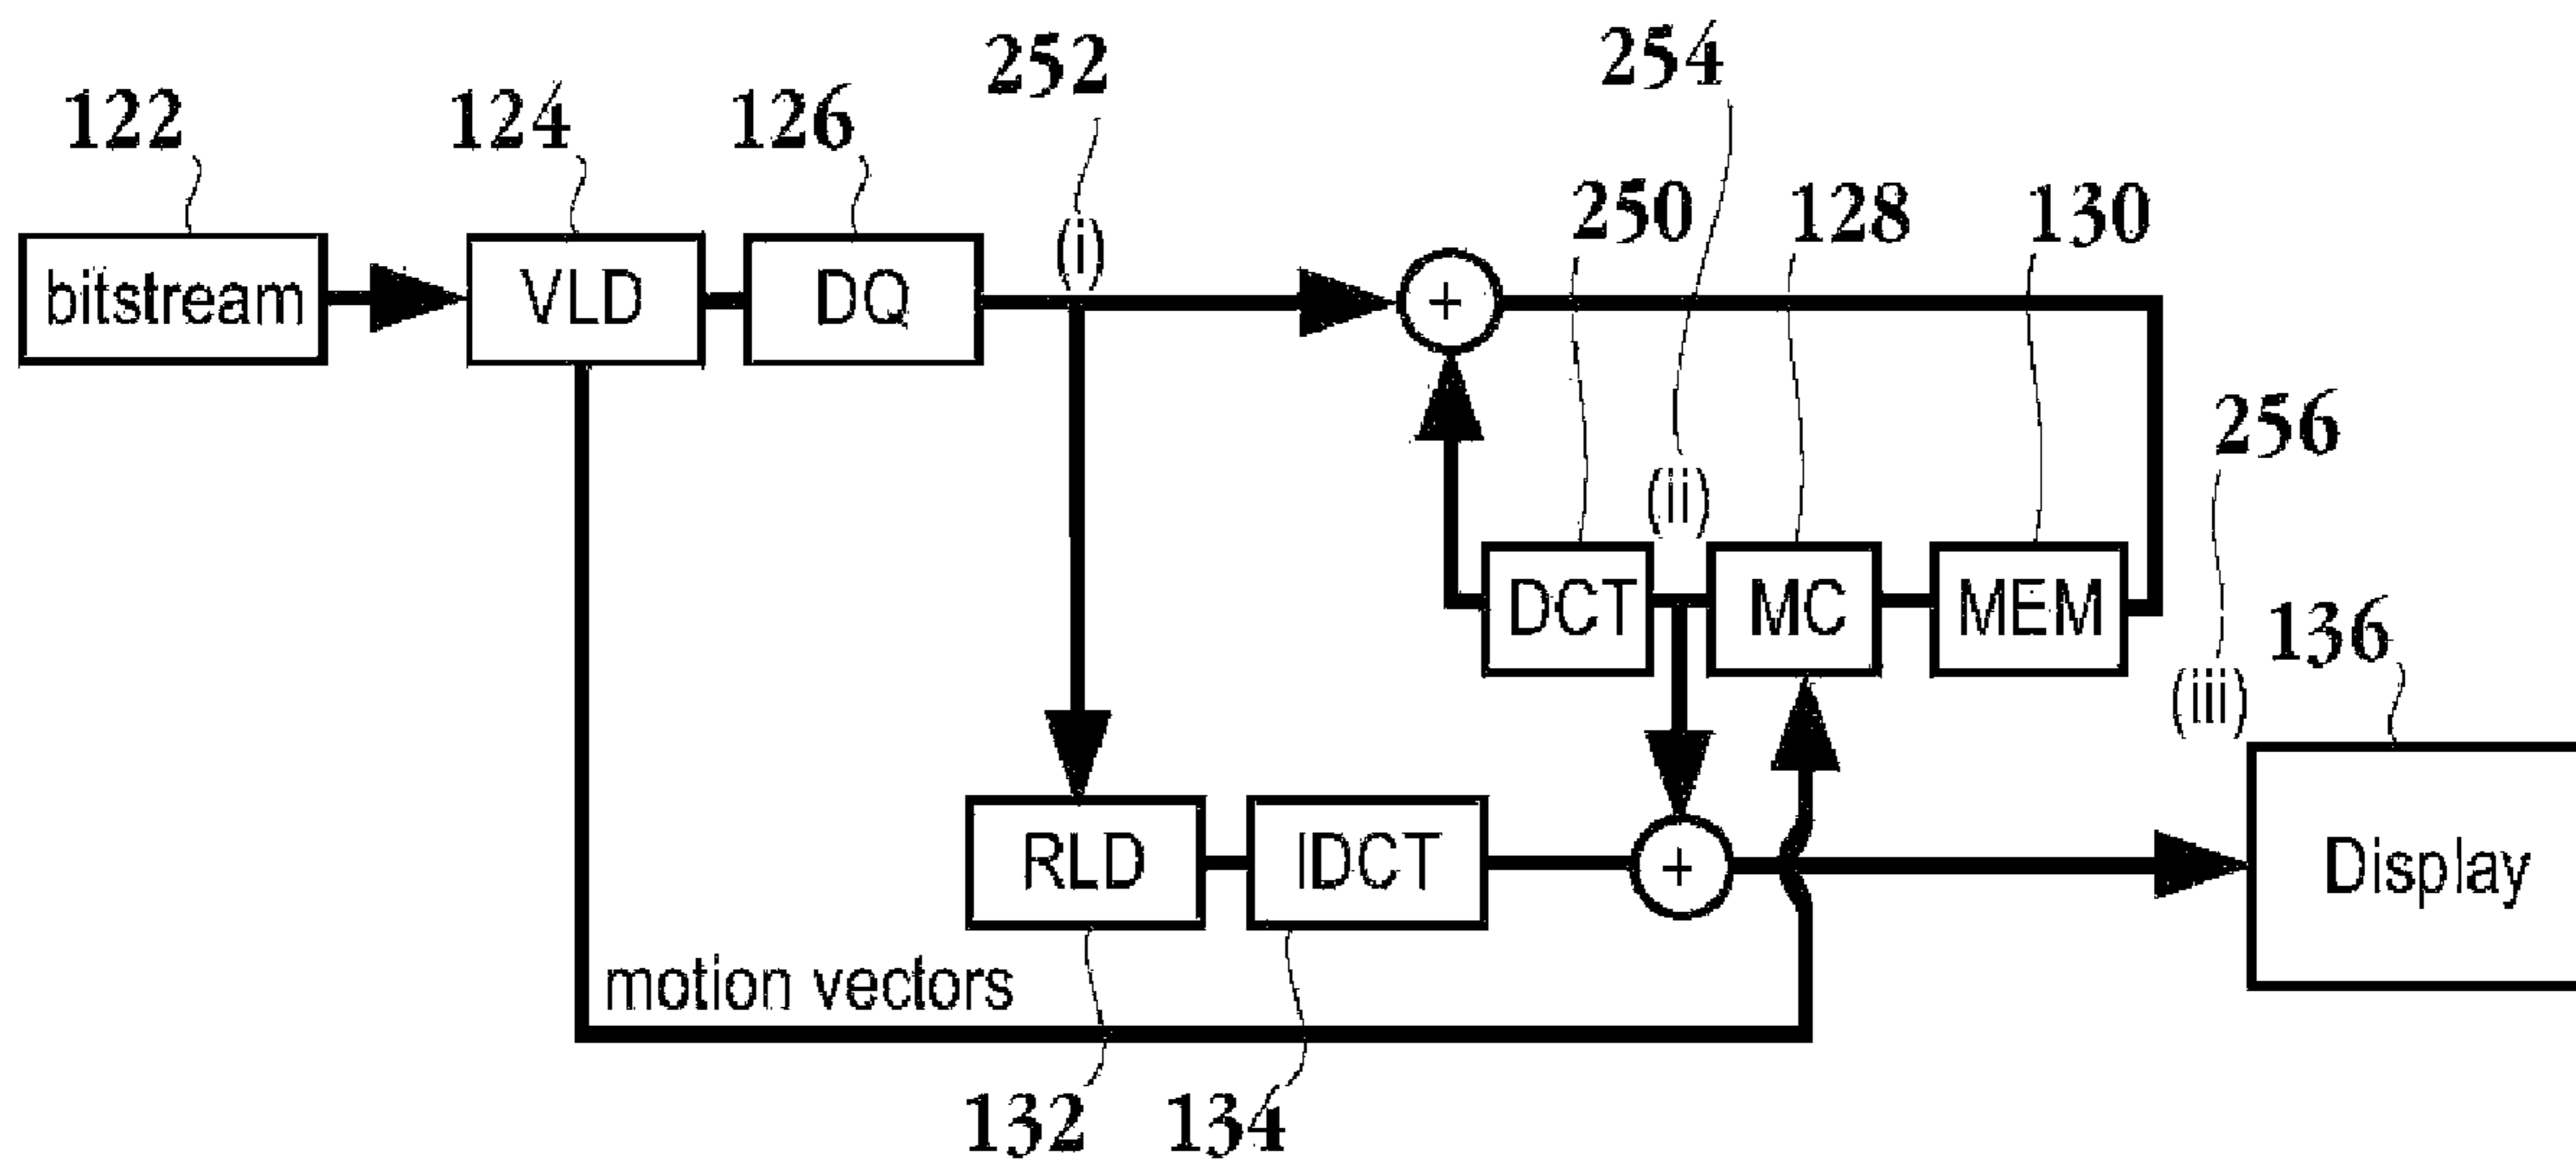 252
254
122
124
126
250
128
130
(i)
bitstream
VLD
DQ
+
256
(ii)
DCT
MC
MEM
136
(iii)
RLD
IDCT
+
Display
motion vectors
132
134